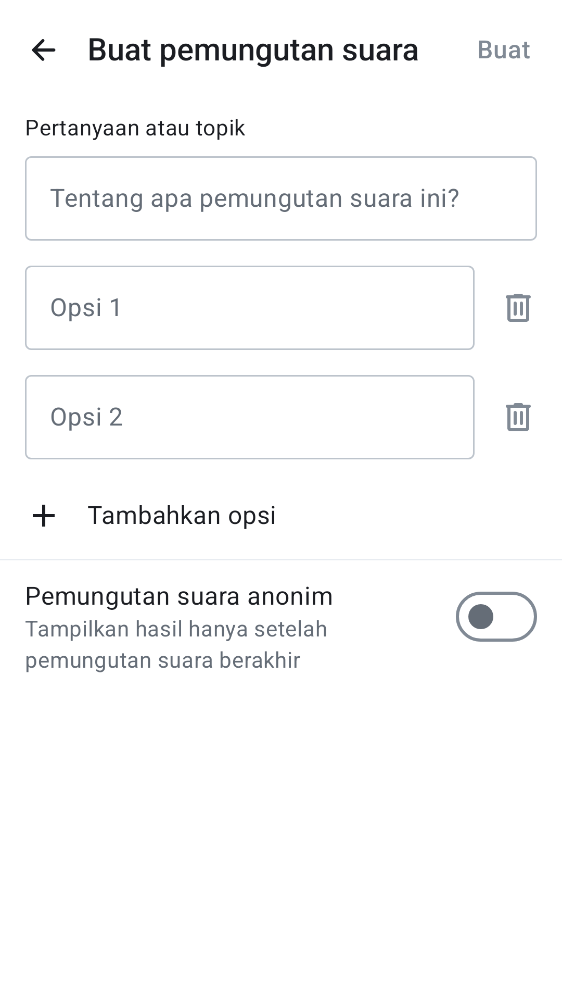 Buat pemungutan suara
Buat
Pertanyaan atau topik
Tentang apa pemungutan suara ini?
Opsi 1
Opsi 2
Tambahkan opsi
Pemungutan suara anonim
Tampilkan hasil hanya setelah
pemungutan suara berakhir